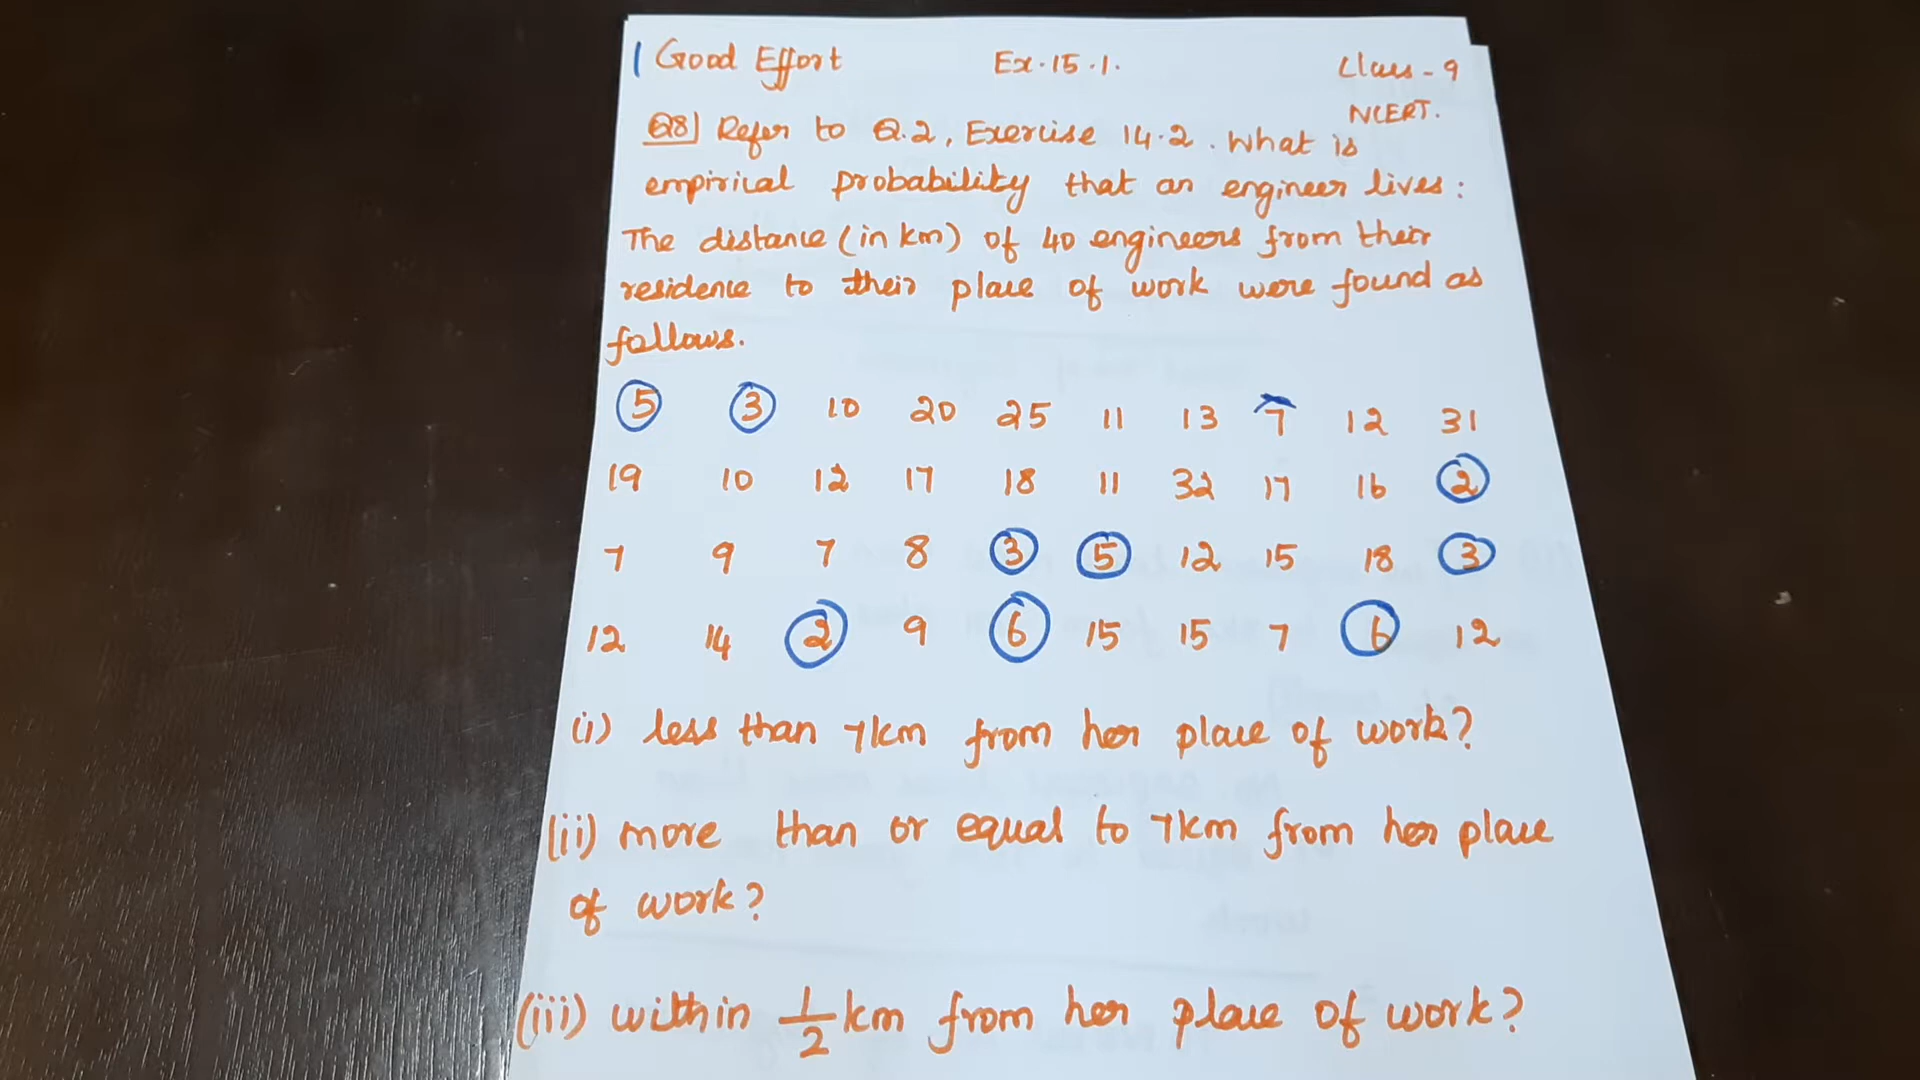 Good Effort Ex.15.1. Class-9
NCERT.
Q8] Refer to Q.2, Exercise 14.2. What is
empirical probability that an engineer lives:
The distance (in km) of 40 engineers from their
residence to their place of work were found as
follows.
5 3 10 20 25 11 13 7 12 31
19 10 12 17 18 11 32 17 16 2
7 9 7 8 3 5 12 15 18 3
12 14 2 9 6 15 15 7 6 12
(i) less than 7km from her place of work?
(ii) more than or equal to 7km from her place
of work?
(iii) within 1/2 km from her place of work?